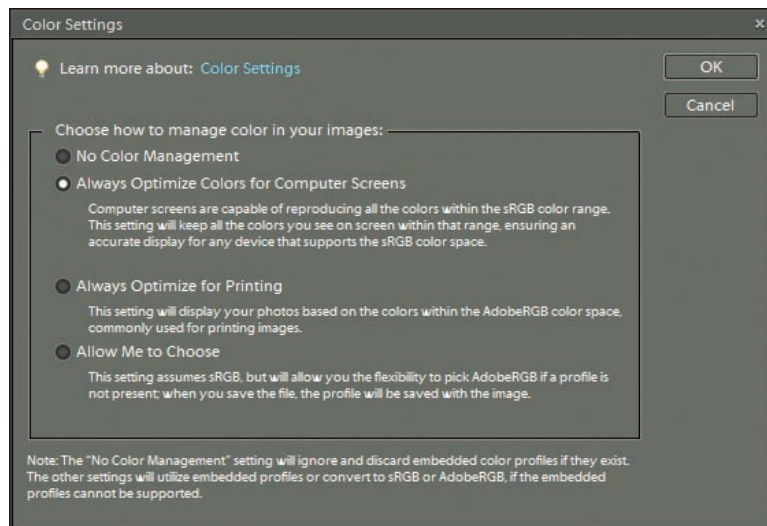 Color Settings
×
Learn more about: Color Settings
OK
Cancel
Choose how to manage color in your images:
No Color Management
Always Optimize Colors for Computer Screens
Computer screens are capable of reproducing all the colors within the sRGB color range.
This setting will keep all the colors you see on screen within that range, ensuring an
accurate display for any device that supports the sRGB color space.
Always Optimize for Printing
This setting will display your photos based on the colors within the AdobeRGB color space,
commonly used for printing images.
Allow Me to Choose
This setting assumes sRGB, but will allow you the flexibility to pick AdobeRGB if a profile is
not present; when you save the file, the profile will be saved with the image.
Note: The “No Color Management” setting will ignore and discard embedded color profiles if they exist.
The other settings will utilize embedded profiles or convert to sRGB or AdobeRGB, if the embedded
profiles cannot be supported.